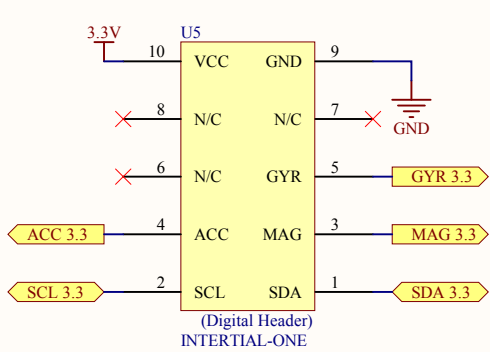 3.3V
U5
10 VCC GND 9
8 N/C N/C 7
GND
6 N/C GYR 5 GYR 3.3
ACC 3.3 4 ACC MAG 3 MAG 3.3
SCL 3.3 2 SCL SDA 1 SDA 3.3
(Digital Header)
INTERTIAL-ONE